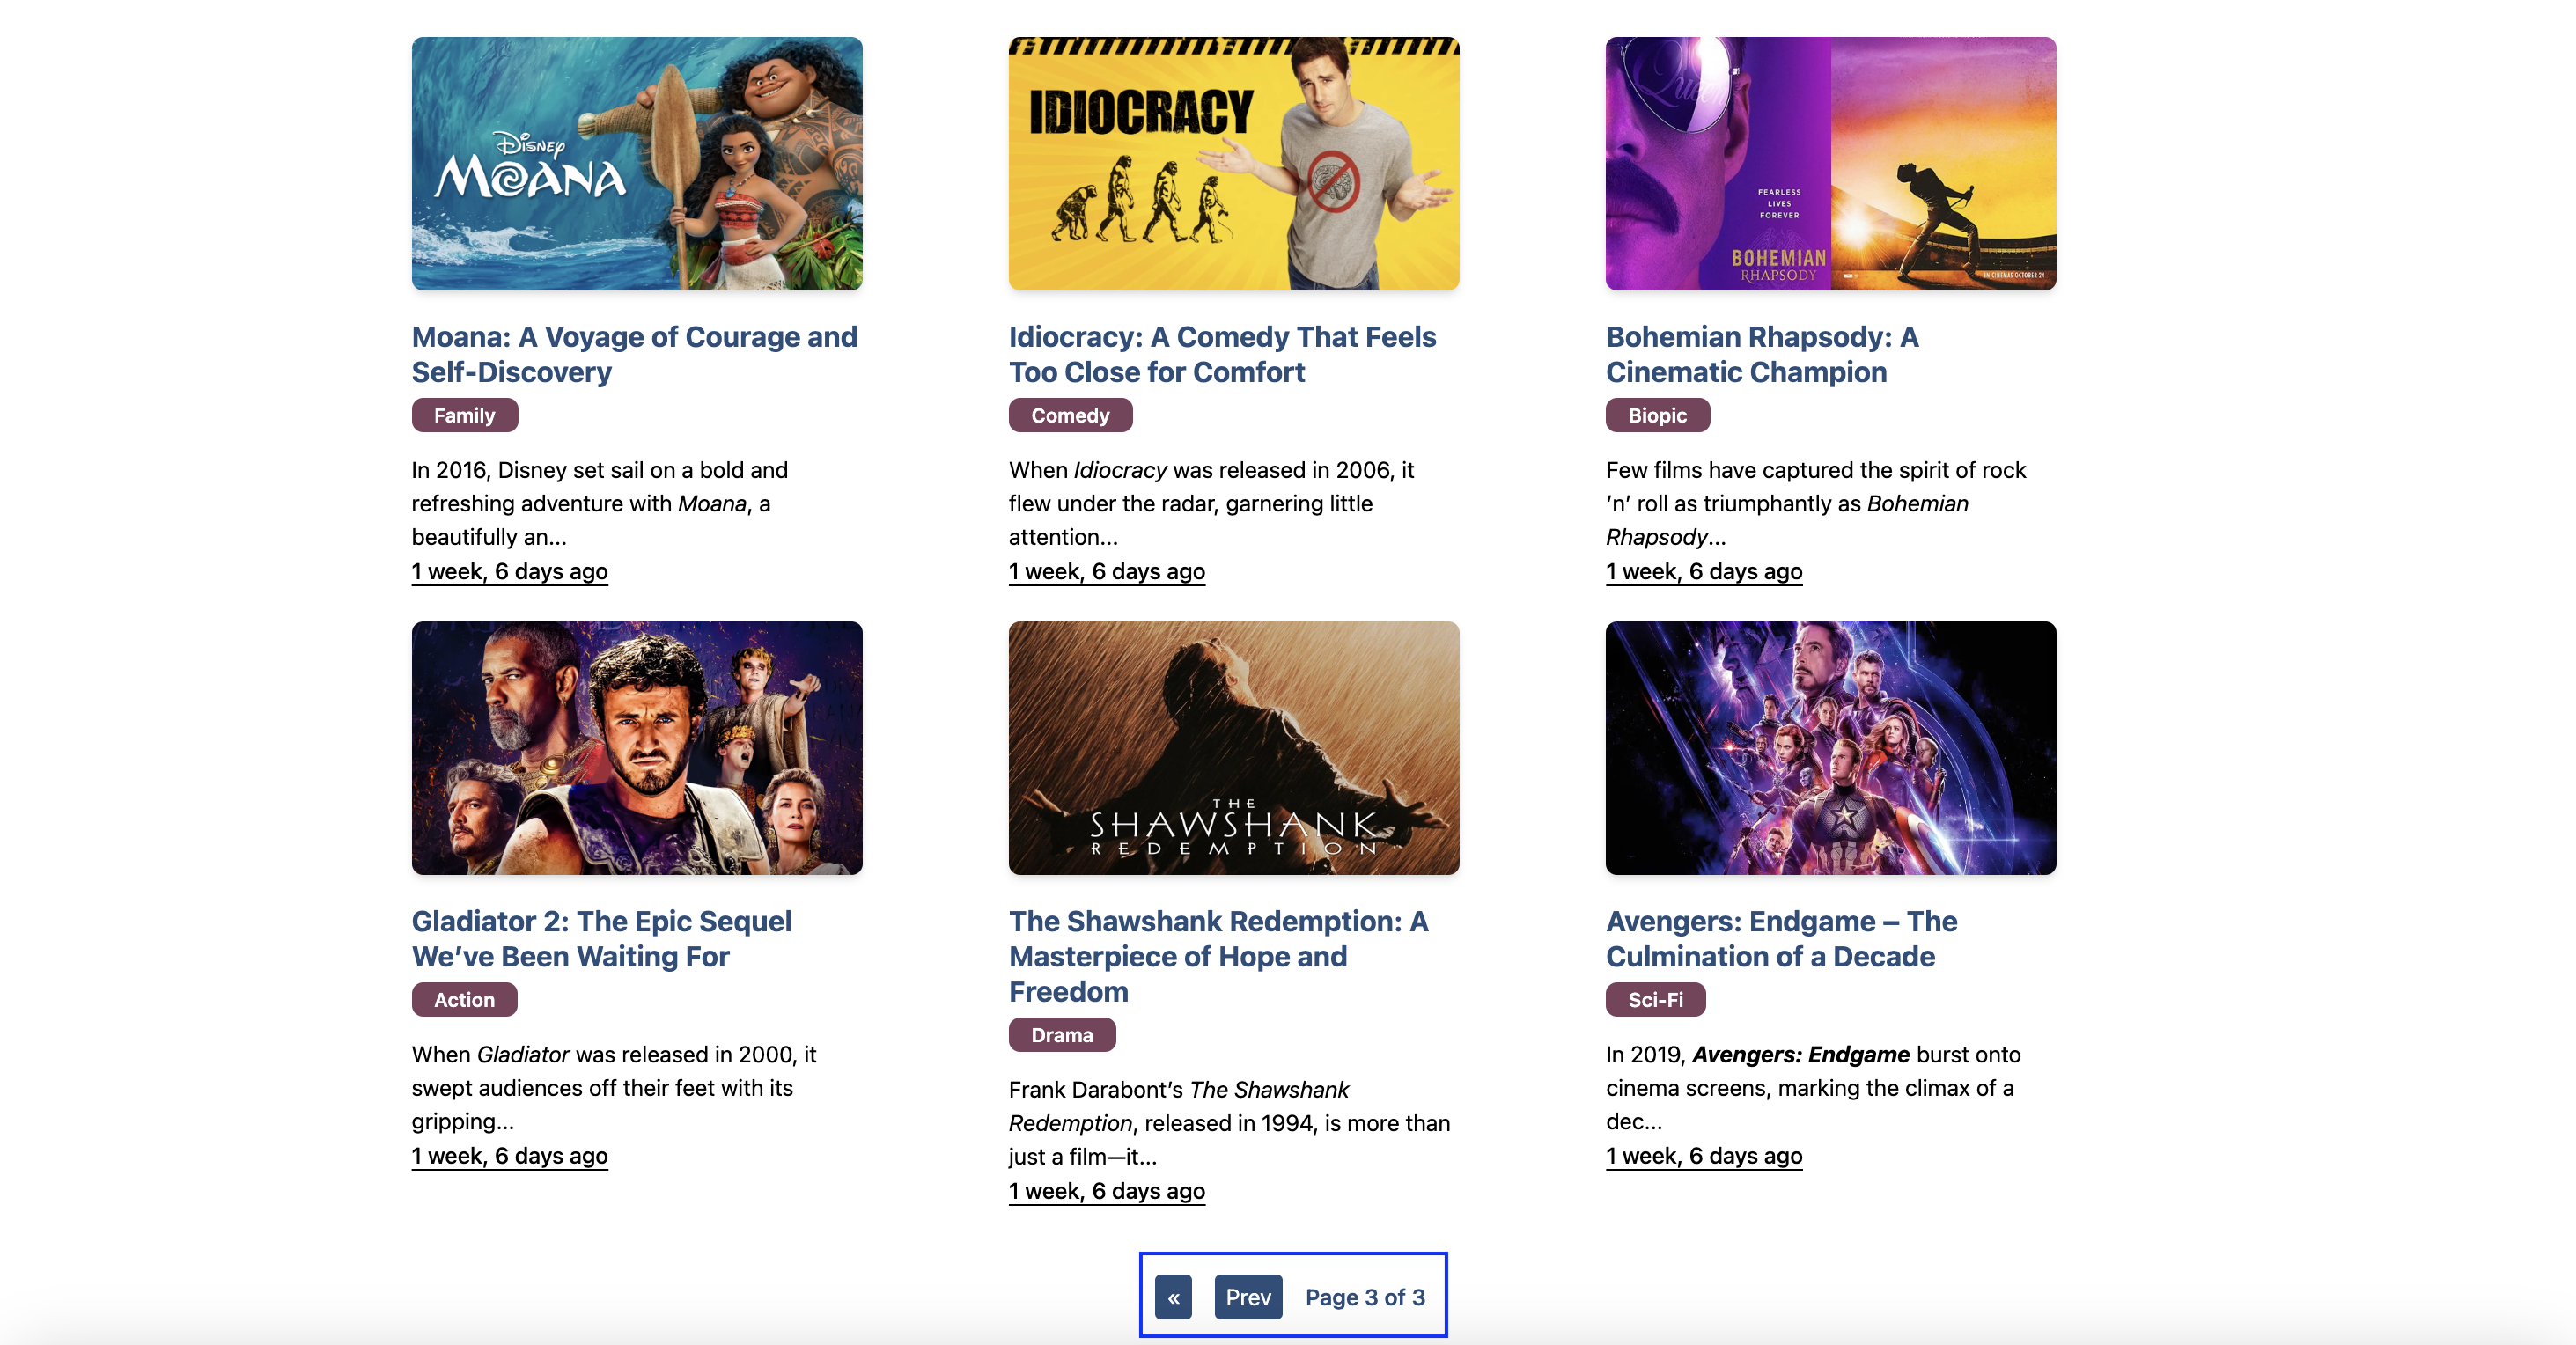 Disney
MOANA
IDIOCRACY
Queen
FEARLESS
LIVES
FOREVER
BOHEMIAN
RHAPSODY
IN CINEMAS OCTOBER 24
Moana: A Voyage of Courage and
Self-Discovery
Family
In 2016, Disney set sail on a bold and
refreshing adventure with Moana, a
beautifully an...
1 week, 6 days ago
Idiocracy: A Comedy That Feels
Too Close for Comfort
Comedy
When Idiocracy was released in 2006, it
flew under the radar, garnering little
attention...
1 week, 6 days ago
Bohemian Rhapsody: A
Cinematic Champion
Biopic
Few films have captured the spirit of rock
’n’ roll as triumphantly as Bohemian
Rhapsody...
1 week, 6 days ago
THE
SHAWSHANK
REDEMPTION
Gladiator 2: The Epic Sequel
We’ve Been Waiting For
Action
When Gladiator was released in 2000, it
swept audiences off their feet with its
gripping...
1 week, 6 days ago
The Shawshank Redemption: A
Masterpiece of Hope and
Freedom
Drama
Frank Darabont’s The Shawshank
Redemption, released in 1994, is more than
just a film—it...
1 week, 6 days ago
Avengers: Endgame – The
Culmination of a Decade
Sci-Fi
In 2019, Avengers: Endgame burst onto
cinema screens, marking the climax of a
dec...
1 week, 6 days ago
« Prev Page 3 of 3